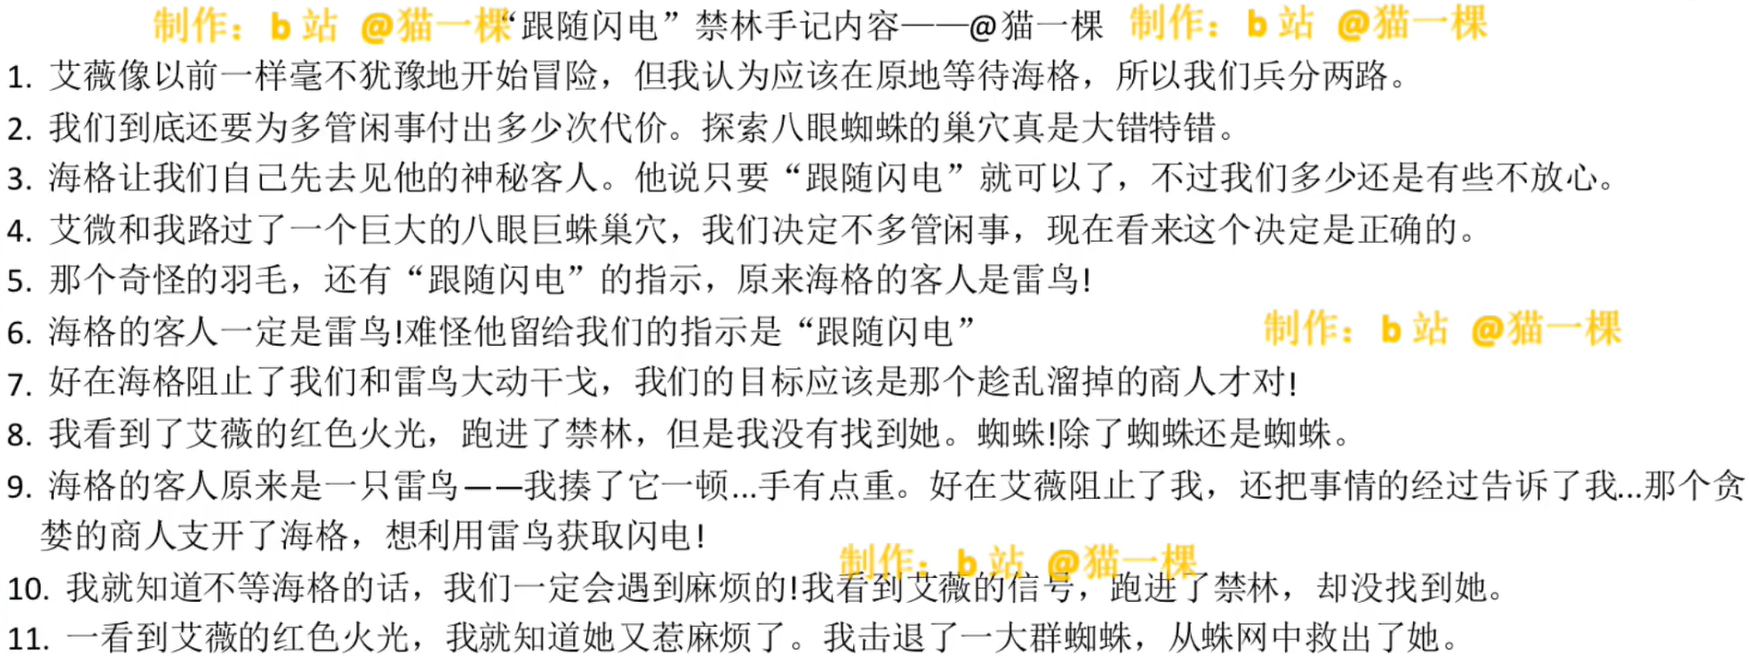 制作：b 站 @猫一棵“跟随闪电”禁林手记内容——@猫一棵 制作：b 站 @猫一棵
1. 艾薇像以前一样毫不犹豫地开始冒险，但我认为应该在原地等待海格，所以我们兵分两路。
2. 我们到底还要为多管闲事付出多少次代价。探索八眼蜘蛛的巢穴真是大错特错。
3. 海格让我们自己先去见他的神秘客人。他说只要“跟随闪电”就可以了，不过我们多少还是有些不放心。
4. 艾微和我路过了一个巨大的八眼巨蛛巢穴，我们决定不多管闲事，现在看来这个决定是正确的。
5. 那个奇怪的羽毛，还有“跟随闪电”的指示，原来海格的客人是雷鸟!
6. 海格的客人一定是雷鸟!难怪他留给我们的指示是“跟随闪电”
制作：b 站 @猫一棵
7. 好在海格阻止了我们和雷鸟大动干戈，我们的目标应该是那个趁乱溜掉的商人才对!
8. 我看到了艾薇的红色火光，跑进了禁林，但是我没有找到她。蜘蛛!除了蜘蛛还是蜘蛛。
9. 海格的客人原来是一只雷鸟——我揍了它一顿...手有点重。好在艾薇阻止了我，还把事情的经过告诉了我...那个贪
婪的商人支开了海格，想利用雷鸟获取闪电!
制作：b 站 @猫一棵
10. 我就知道不等海格的话，我们一定会遇到麻烦的!我看到艾薇的信号，跑进了禁林，却没找到她。
11. 一看到艾薇的红色火光，我就知道她又惹麻烦了。我击退了一大群蜘蛛，从蛛网中救出了她。